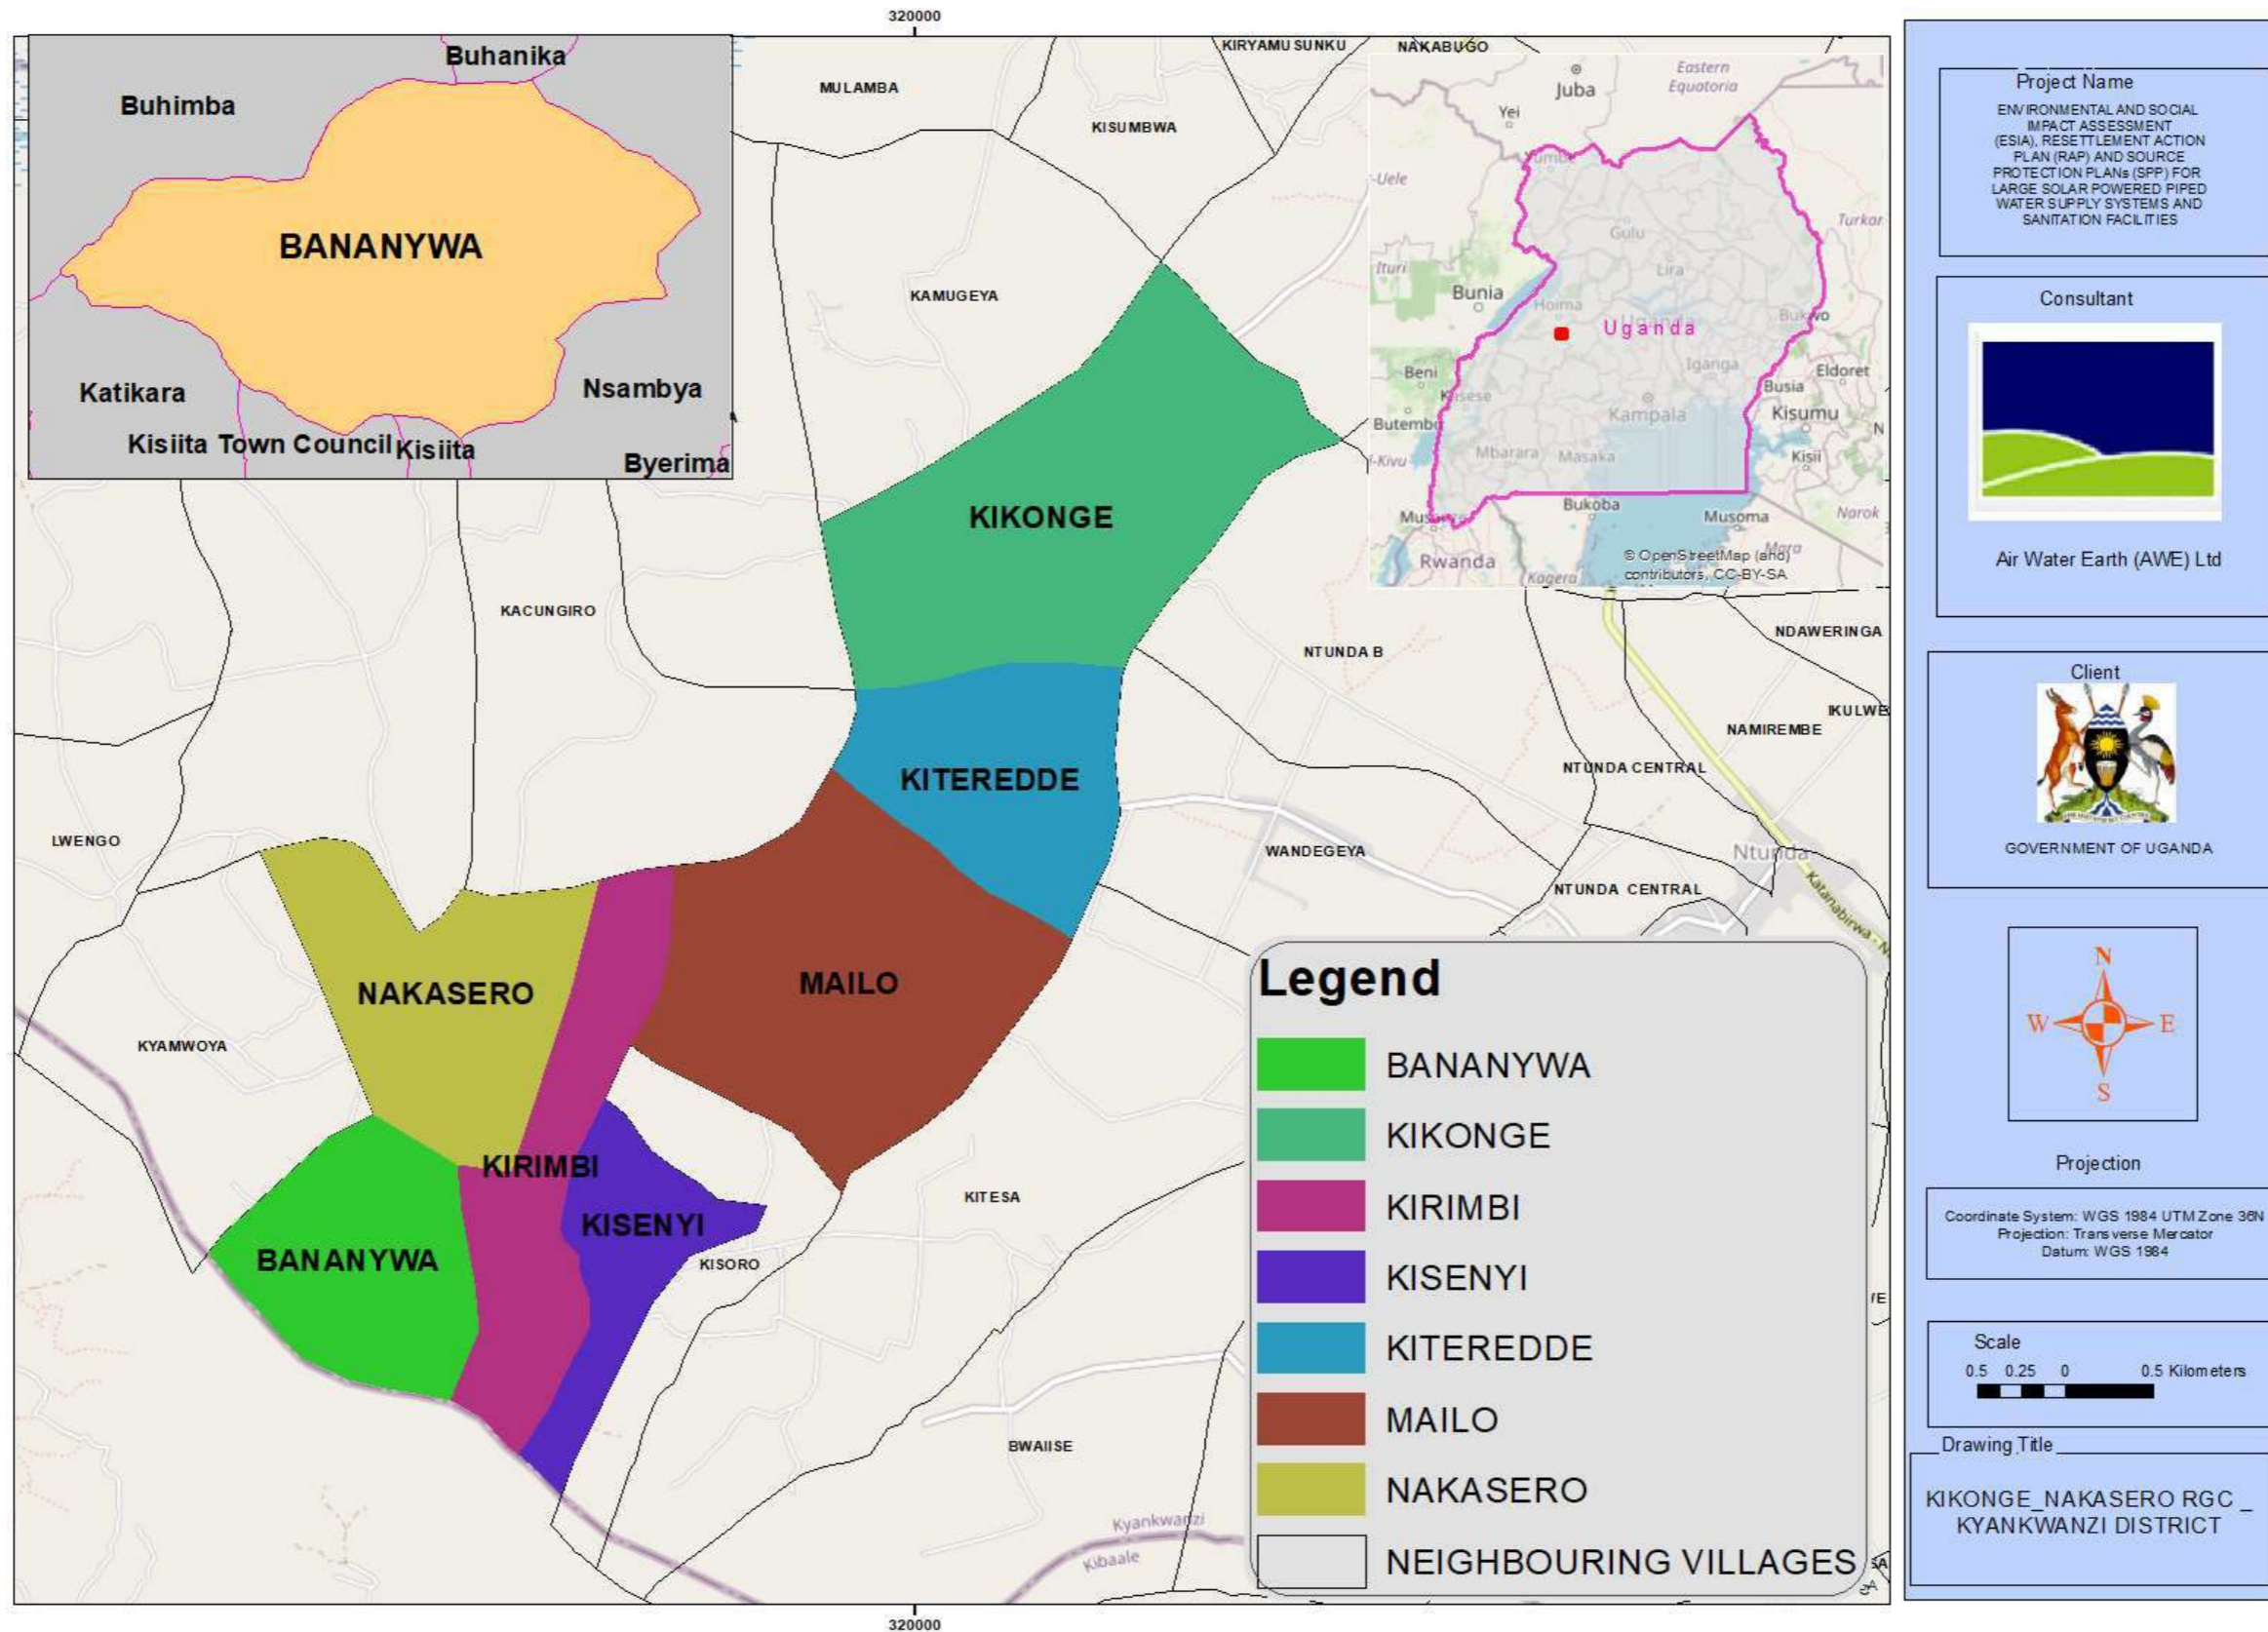 320000
Buhanika
Buhimba
BANANYWA
Katikara
Nsambya
Kisiita Town Council
Kisiita
Byerima
MULAMBA
KIRYAMUSUNKU
NAKABUGO
KISUMBWA
KAMUGEYA
KIKONGE
KACUNGIRO
NTUNDA B
NDAWERINGA
IKULWE
NAMIREMBE
NTUNDA CENTRAL
KITEREDDE
LWENGO
WANDEGEYA
Ntunda
NTUNDA CENTRAL
NAKASERO
MAILO
KYAMWOYA
KIRIMBI
KISENYI
KITESA
BANANYWA
KISORO
BWAIISE
Kyankwanzi
Kibaale
Juba
Eastern
Equatoria
Yei
Yumbe
-Uele
Turkar
Gulu
Ituri
Lira
Bunia
Hoima
Uganda
Uganda
Bukwo
Iganga
Beni
Eldoret
Busia
Kasese
Kampala
Kisumu
Butembo
N
Mbarara
Masaka
Kisii
-Kivu
Bukoba
Musoma
Narok
Rwanda
Mara
Kagera
© OpenStreetMap (and)
contributors, CC-BY-SA
Legend
BANANYWA
KIKONGE
KIRIMBI
KISENYI
KITEREDDE
MAILO
NAKASERO
NEIGHBOURING VILLAGES
320000
Project Name
ENVIRONMENTAL AND SOCIAL
IMPACT ASSESSMENT
(ESIA), RESETTLEMENT ACTION
PLAN (RAP) AND SOURCE
PROTECTION PLANs (SPP) FOR
LARGE SOLAR POWERED PIPED
WATER SUPPLY SYSTEMS AND
SANITATION FACILITIES
Consultant
Air Water Earth (AWE) Ltd
Client
GOVERNMENT OF UGANDA
N
W E
S
Projection
Coordinate System: WGS 1984 UTM Zone 36N
Projection: Transverse Mercator
Datum: WGS 1984
Scale
0.5 0.25 0 0.5 Kilometers
Drawing Title
KIKONGE_NAKASERO RGC _
KYANKWANZI DISTRICT